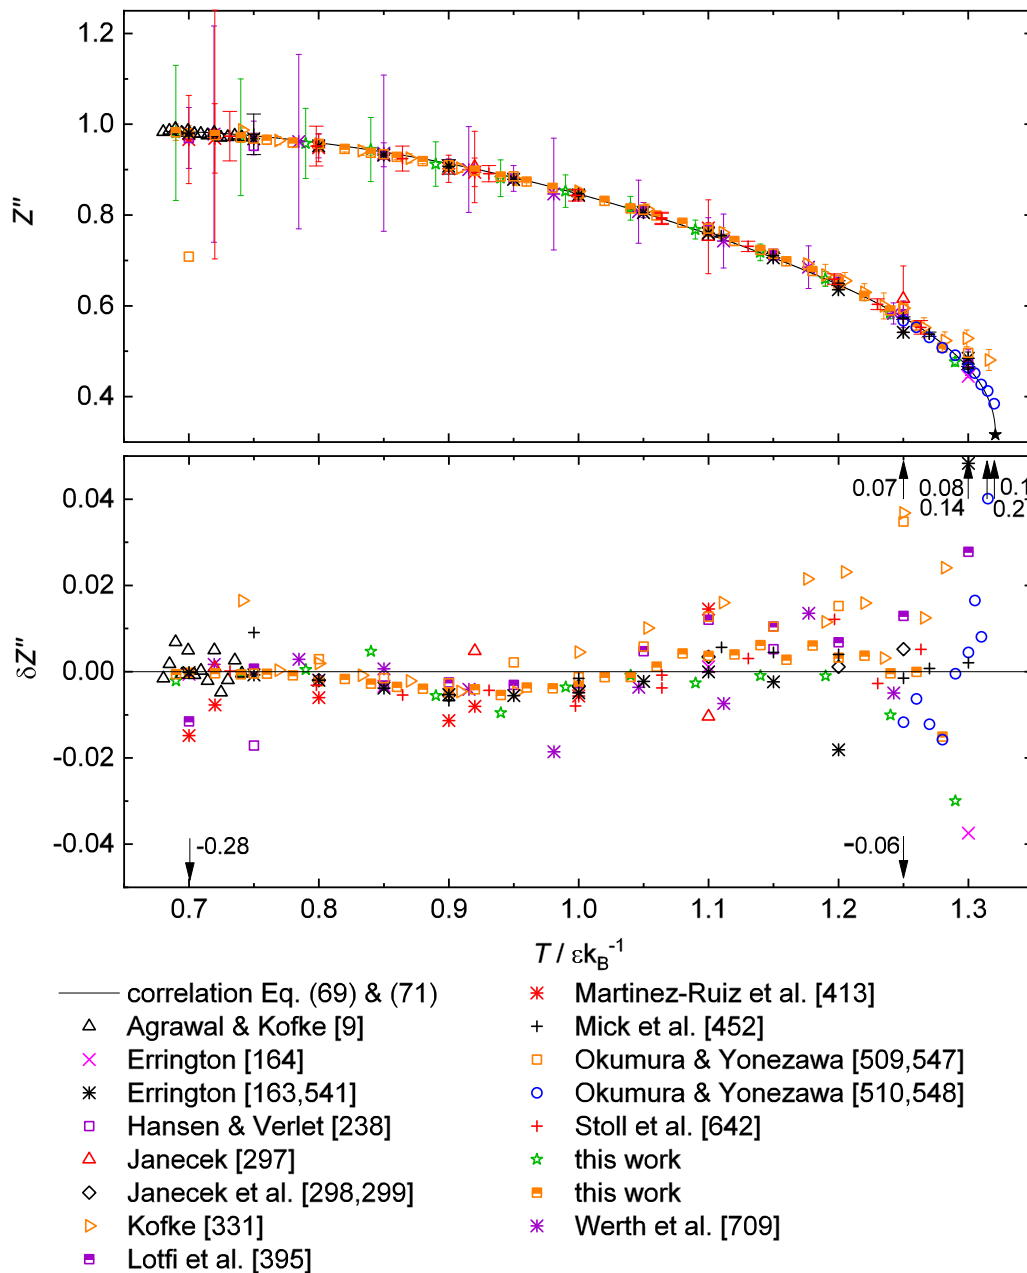 1.2
1.0
0.8
0.6
0.4
Z"
0.04
0.02
0.00
-0.02
-0.04
δZ"
0.07
0.08
0.14
0.1
0.2
-0.28
-0.06
0.7 0.8 0.9 1.0 1.1 1.2 1.3
T / εkB-1
correlation Eq. (69) & (71)
Agrawal & Kofke [9]
Errington [164]
Errington [163,541]
Hansen & Verlet [238]
Janecek [297]
Janecek et al. [298,299]
Kofke [331]
Lotfi et al. [395]
Martinez-Ruiz et al. [413]
Mick et al. [452]
Okumura & Yonezawa [509,547]
Okumura & Yonezawa [510,548]
Stoll et al. [642]
this work
this work
Werth et al. [709]